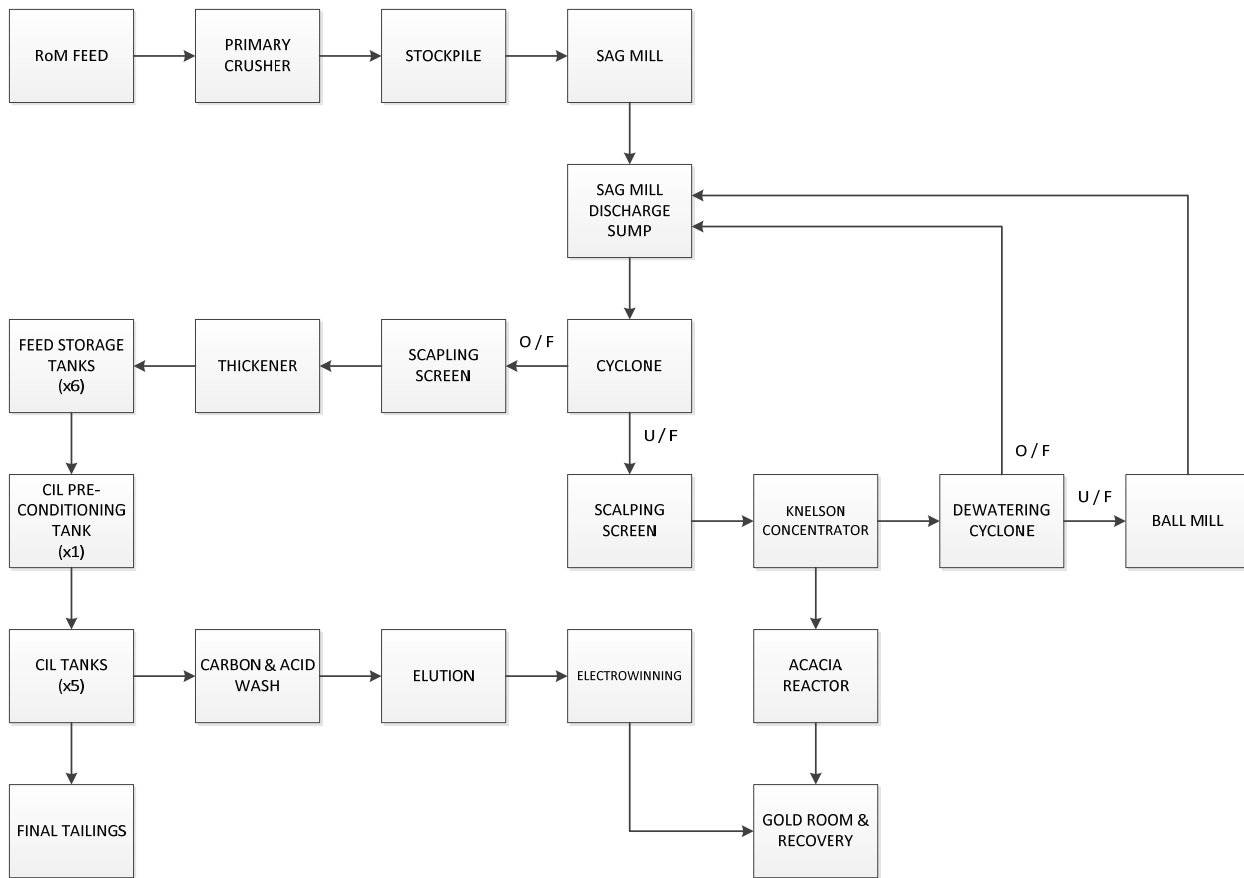 RoM FEED
PRIMARY
CRUSHER
STOCKPILE
SAG MILL
SAG MILL
DISCHARGE
SUMP
FEED STORAGE
TANKS
(x6)
THICKENER
SCAPLING
SCREEN
O / F
CYCLONE
U / F
O / F
CIL PRE-
CONDITIONING
TANK
(x1)
SCALPING
SCREEN
KNELSON
CONCENTRATOR
DEWATERING
CYCLONE
U / F
BALL MILL
CIL TANKS
(x5)
CARBON & ACID
WASH
ELUTION
ELECTROWINNING
ACACIA
REACTOR
FINAL TAILINGS
GOLD ROOM &
RECOVERY